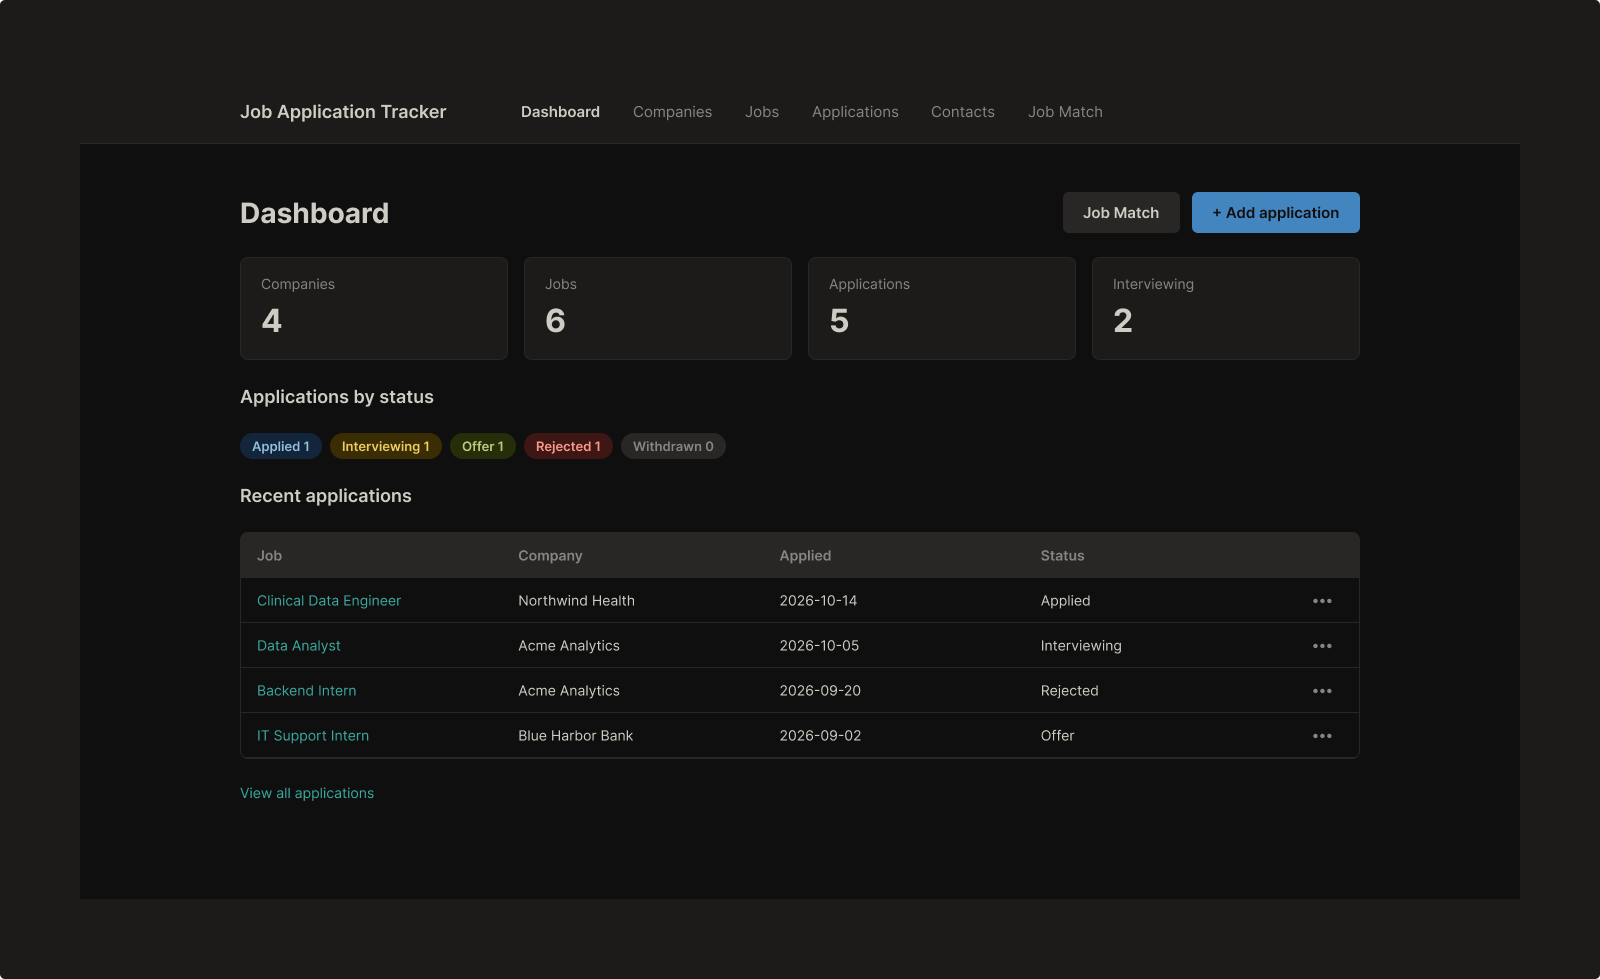 Job Application Tracker Dashboard Companies Jobs Applications Contacts Job Match
Dashboard Job Match + Add application
Companies Jobs Applications Interviewing
4 6 5 2
Applications by status
Applied 1 Interviewing 1 Offer 1 Rejected 1 Withdrawn 0
Recent applications
Job Company Applied Status
Clinical Data Engineer Northwind Health 2026-10-14 Applied •••
Data Analyst Acme Analytics 2026-10-05 Interviewing •••
Backend Intern Acme Analytics 2026-09-20 Rejected •••
IT Support Intern Blue Harbor Bank 2026-09-02 Offer •••
View all applications